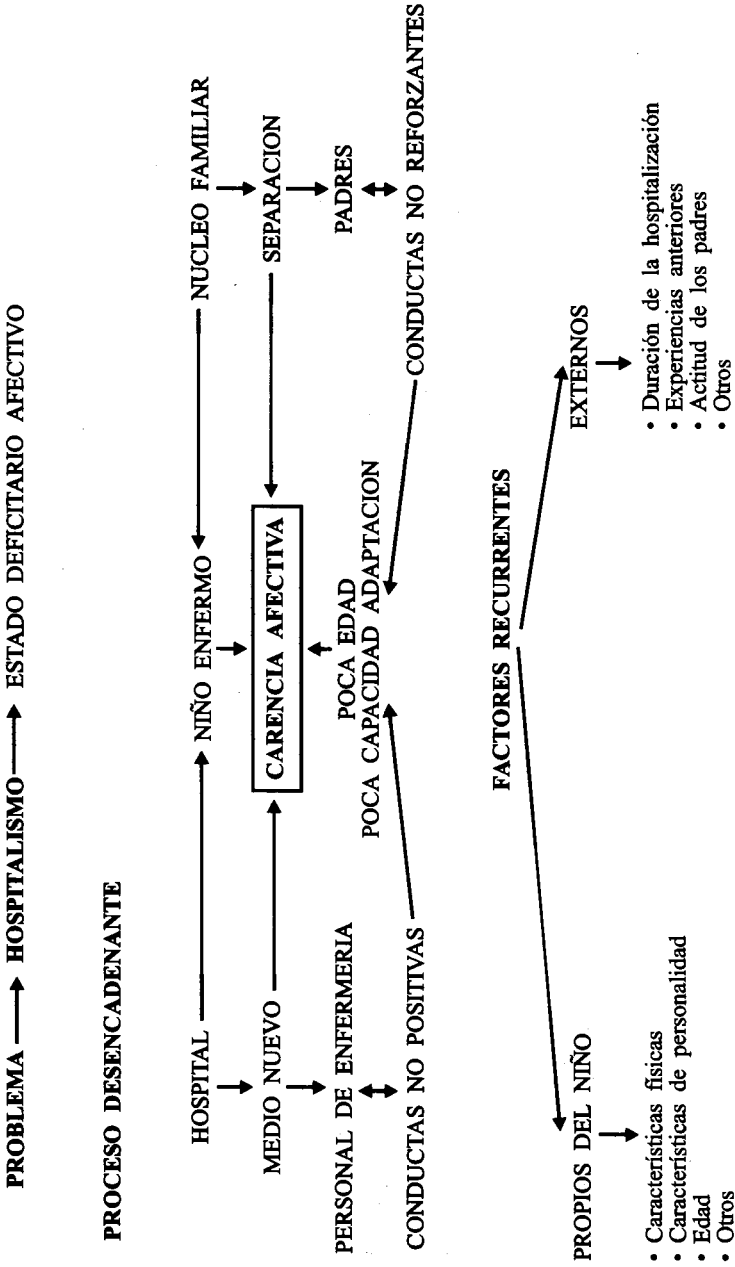 PROBLEMA HOSPITALISMO ESTADO DEFICITARIO AFECTIVO
PROCESO DESENCADENANTE
HOSPITAL NIÑO ENFERMO NUCLEO FAMILIAR
MEDIO NUEVO CARENCIA AFECTIVA SEPARACION
PERSONAL DE ENFERMERIA POCA EDAD PADRES
POCA CAPACIDAD ADAPTACION
CONDUCTAS NO POSITIVAS CONDUCTAS NO REFORZANTES
FACTORES RECURRENTES
PROPIOS DEL NIÑO EXTERNOS
• Características físicas
• Características de personalidad
• Edad
• Otros
• Duración de la hospitalización
• Experiencias anteriores
• Actitud de los padres
• Otros